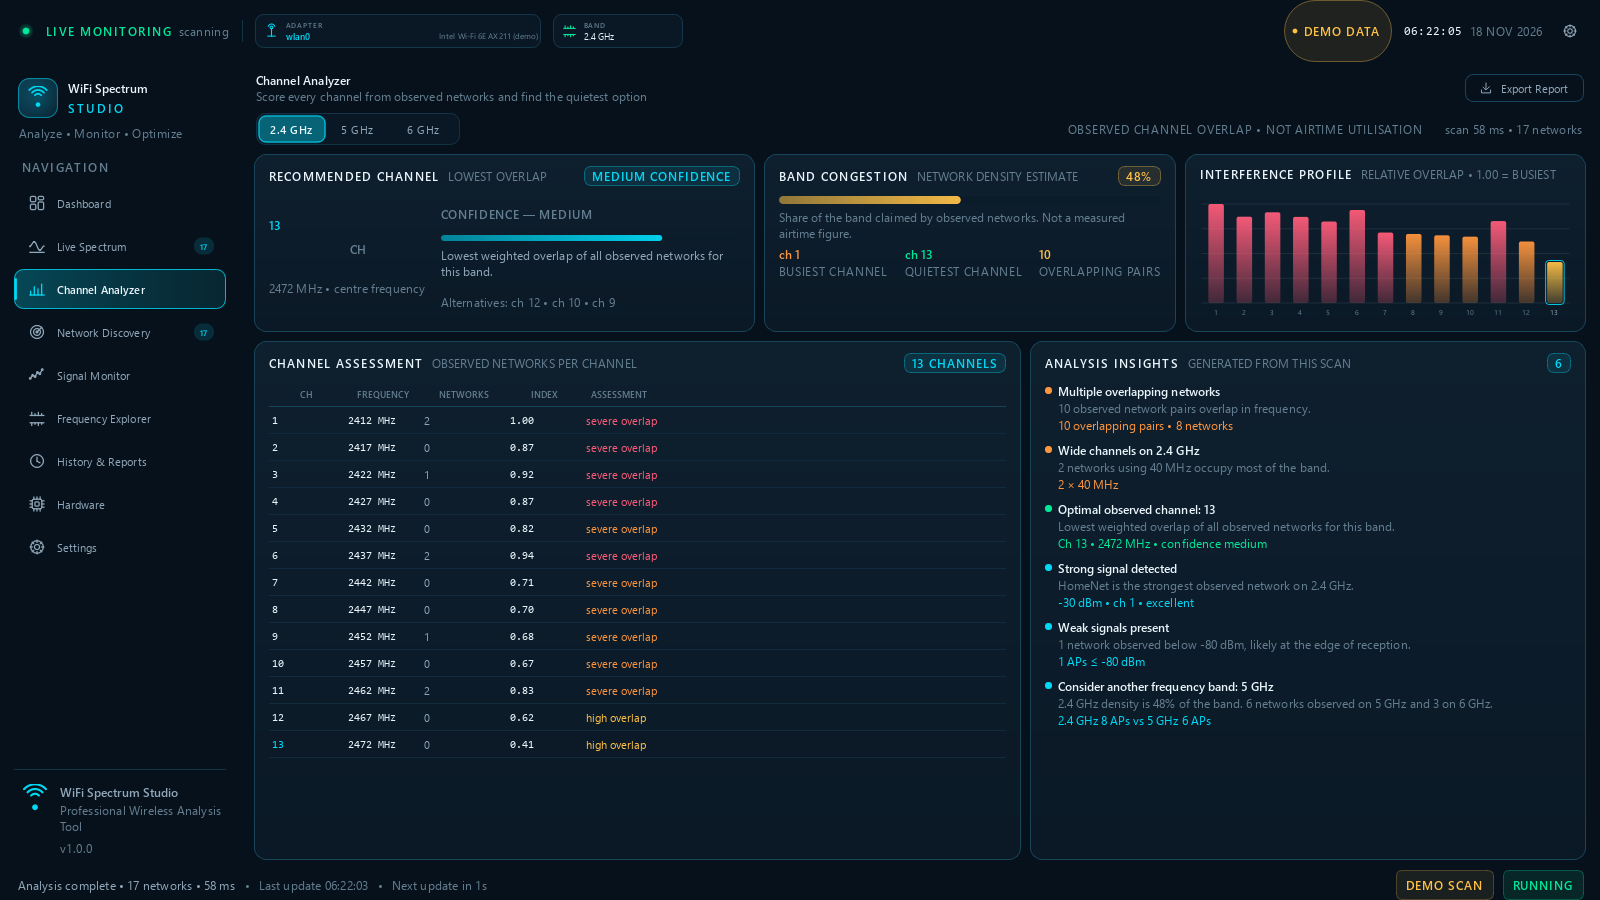 LIVE MONITORING scanning
ADAPTER
wlan0
Intel Wi-Fi 6E AX211 (demo)
BAND
2.4 GHz
DEMO DATA
06:22:05 18 NOV 2026
WiFi Spectrum
STUDIO
Analyze • Monitor • Optimize
NAVIGATION
Dashboard
Live Spectrum 17
Channel Analyzer
Network Discovery 17
Signal Monitor
Frequency Explorer
History & Reports
Hardware
Settings
WiFi Spectrum Studio
Professional Wireless Analysis
Tool
v1.0.0
Channel Analyzer
Score every channel from observed networks and find the quietest option
Export Report
2.4 GHz 5 GHz 6 GHz
OBSERVED CHANNEL OVERLAP • NOT AIRTIME UTILISATION scan 58 ms • 17 networks
RECOMMENDED CHANNEL LOWEST OVERLAP MEDIUM CONFIDENCE
13
CH
2472 MHz • centre frequency
CONFIDENCE — MEDIUM
Lowest weighted overlap of all observed networks for
this band.
Alternatives: ch 12 • ch 10 • ch 9
BAND CONGESTION NETWORK DENSITY ESTIMATE 48%
Share of the band claimed by observed networks. Not a measured
airtime figure.
ch 1 ch 13 10
BUSIEST CHANNEL QUIETEST CHANNEL OVERLAPPING PAIRS
INTERFERENCE PROFILE RELATIVE OVERLAP • 1.00 = BUSIEST
1 2 3 4 5 6 7 8 9 10 11 12 13
CHANNEL ASSESSMENT OBSERVED NETWORKS PER CHANNEL 13 CHANNELS
CH FREQUENCY NETWORKS INDEX ASSESSMENT
1 2412 MHz 2 1.00 severe overlap
2 2417 MHz 0 0.87 severe overlap
3 2422 MHz 1 0.92 severe overlap
4 2427 MHz 0 0.87 severe overlap
5 2432 MHz 0 0.82 severe overlap
6 2437 MHz 2 0.94 severe overlap
7 2442 MHz 0 0.71 severe overlap
8 2447 MHz 0 0.70 severe overlap
9 2452 MHz 1 0.68 severe overlap
10 2457 MHz 0 0.67 severe overlap
11 2462 MHz 2 0.83 severe overlap
12 2467 MHz 0 0.62 high overlap
13 2472 MHz 0 0.41 high overlap
ANALYSIS INSIGHTS GENERATED FROM THIS SCAN 6
Multiple overlapping networks
10 observed network pairs overlap in frequency.
10 overlapping pairs • 8 networks
Wide channels on 2.4 GHz
2 networks using 40 MHz occupy most of the band.
2 × 40 MHz
Optimal observed channel: 13
Lowest weighted overlap of all observed networks for this band.
Ch 13 • 2472 MHz • confidence medium
Strong signal detected
HomeNet is the strongest observed network on 2.4 GHz.
-30 dBm • ch 1 • excellent
Weak signals present
1 network observed below -80 dBm, likely at the edge of reception.
1 APs ≤ -80 dBm
Consider another frequency band: 5 GHz
2.4 GHz density is 48% of the band. 6 networks observed on 5 GHz and 3 on 6 GHz.
2.4 GHz 8 APs vs 5 GHz 6 APs
Analysis complete • 17 networks • 58 ms • Last update 06:22:03 • Next update in 1s
DEMO SCAN RUNNING